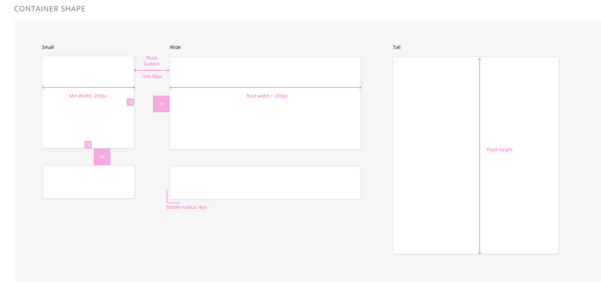 CONTAINER SHAPE
Small
Wide
Tall
Fluid
Gutters
min 36px
Min Width: 200px
fluid width > 200px
Fluid Height
border-radius: 4px